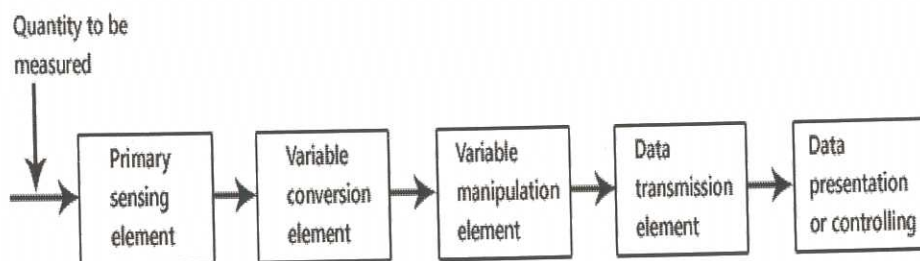 Quantity to be
measured
Primary
sensing
element
Variable
conversion
element
Variable
manipulation
element
Data
transmission
element
Data
presentation
or controlling